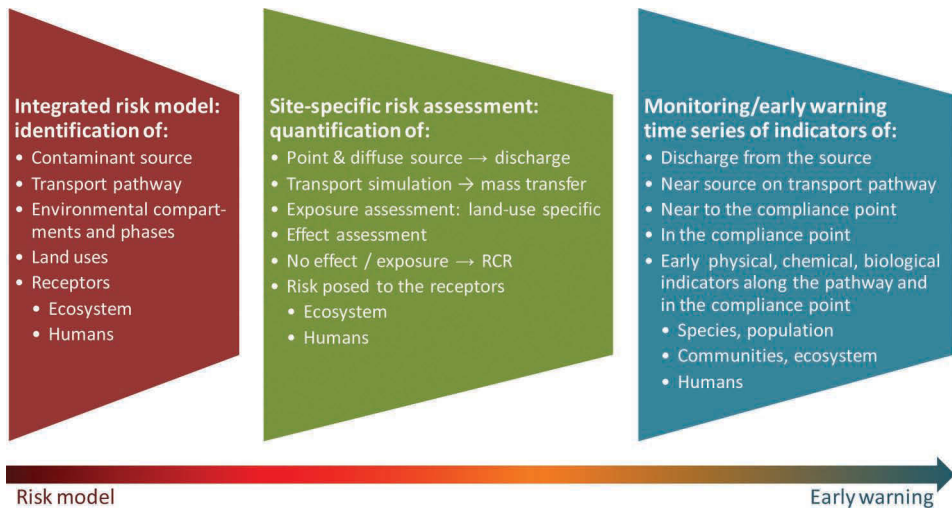 Integrated risk model:
identification of:
• Contaminant source
• Transport pathway
• Environmental compart-
ments and phases
• Land uses
• Receptors
• Ecosystem
• Humans
Site-specific risk assessment:
quantification of:
• Point & diffuse source → discharge
• Transport simulation → mass transfer
• Exposure assessment: land-use specific
• Effect assessment
• No effect / exposure → RCR
• Risk posed to the receptors
• Ecosystem
• Humans
Monitoring/early warning
time series of indicators of:
• Discharge from the source
• Near source on transport pathway
• Near to the compliance point
• In the compliance point
• Early physical, chemical, biological
indicators along the pathway and
in the compliance point
• Species, population
• Communities, ecosystem
• Humans
Risk model
Early warning